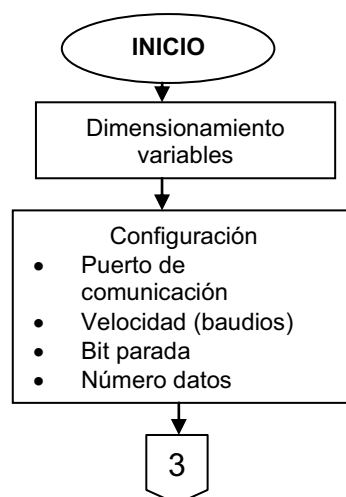 INICIO
Dimensionamiento
variables
Configuración
• Puerto de
comunicación
• Velocidad (baudios)
• Bit parada
• Número datos
3